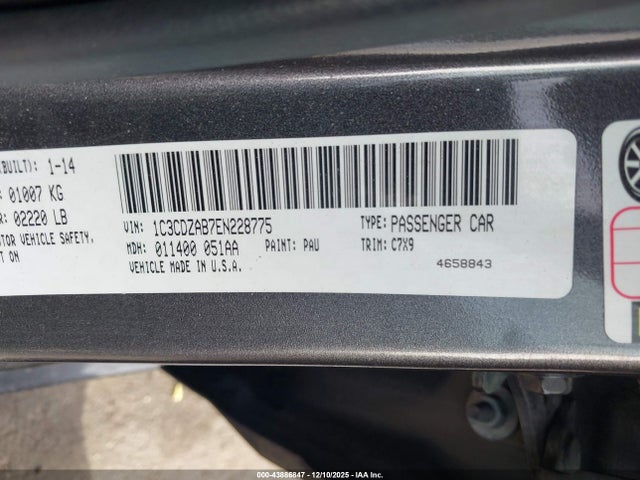 (BUILT): 1-14
: 01007 KG
R: 02220 LB
TOR VEHICLE SAFETY,
CT ON
VIN: 1C3CDZAB7EN228775 TYPE: PASSENGER CAR
MDH: 011400 051AA PAINT: PAU TRIM: C7X9
VEHICLE MADE IN U.S.A. 4658843
000-43886847 - 12/10/2025 - IAA Inc.